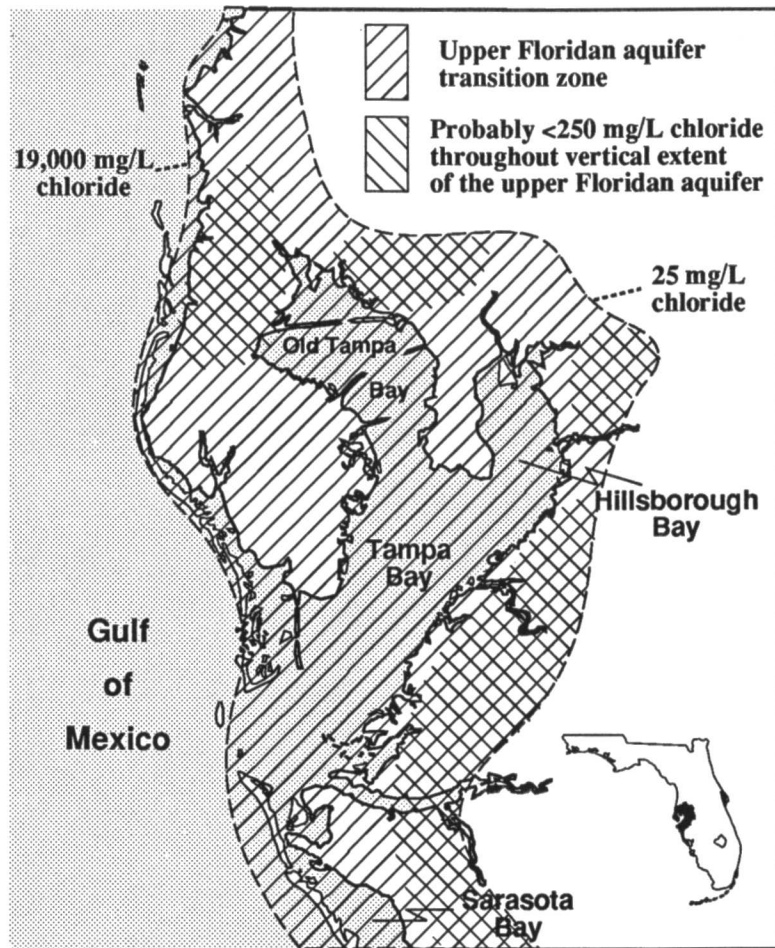 Upper Floridan aquifer
transition zone
Probably <250 mg/L chloride
throughout vertical extent
of the upper Floridan aquifer
19,000 mg/L
chloride
25 mg/L
chloride
Old Tampa
Bay
Hillsborough
Bay
Tampa
Bay
Gulf
of
Mexico
Sarasota
Bay